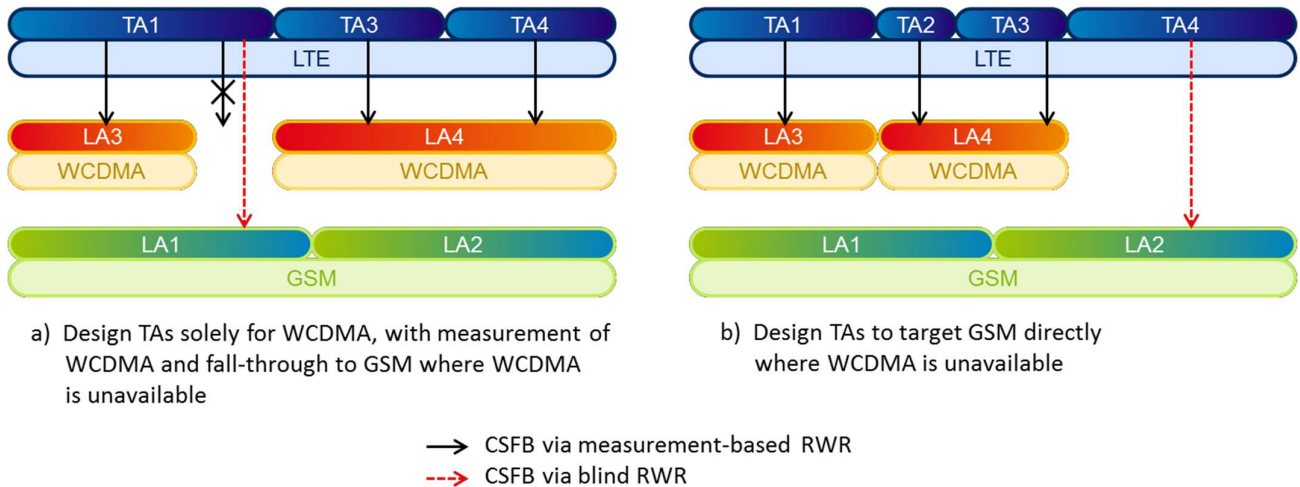 TA1 TA3 TA4
LTE
LA3 LA4
WCDMA WCDMA
LA1 LA2
GSM
a) Design TAs solely for WCDMA, with measurement of
WCDMA and fall-through to GSM where WCDMA
is unavailable
TA1 TA2 TA3 TA4
LTE
LA3 LA4
WCDMA WCDMA
LA1 LA2
GSM
b) Design TAs to target GSM directly
where WCDMA is unavailable
CSFB via measurement-based RWR
CSFB via blind RWR